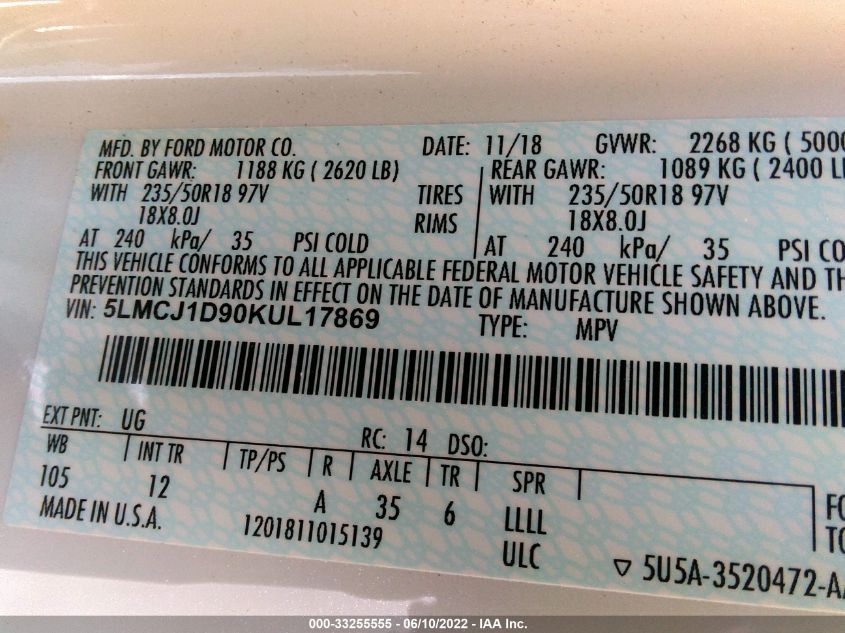 MFD. BY FORD MOTOR CO. DATE: 11/18 GVWR: 2268 KG ( 5000
FRONT GAWR: 1188 KG ( 2620 LB) REAR GAWR: 1089 KG ( 2400 LB
WITH 235/50R18 97V TIRES WITH 235/50R18 97V
18X8.0J RIMS 18X8.0J
AT 240 kPa/ 35 PSI COLD AT 240 kPa/ 35 PSI CO
THIS VEHICLE CONFORMS TO ALL APPLICABLE FEDERAL MOTOR VEHICLE SAFETY AND TH
PREVENTION STANDARDS IN EFFECT ON THE DATE OF MANUFACTURE SHOWN ABOVE.
VIN: 5LMCJ1D90KUL17869 TYPE: MPV
EXT PNT: UG RC: 14 DSO:
WB INT TR TP/PS R AXLE TR SPR
105 12 A 35 6 LLLL FO
MADE IN U.S.A. 1201811015139 ULC TO
5U5A-3520472-A
000-33255555 - 06/10/2022 - IAA Inc.